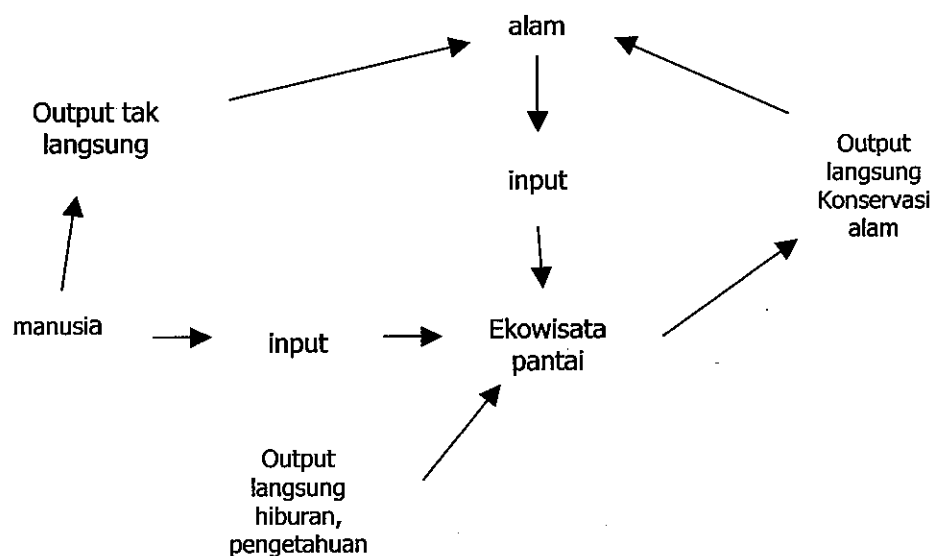 alam
Output tak
langsung
Output
langsung
Konservasi
alam
input
manusia
input
Ekowisata
pantai
Output
langsung
hiburan,
pengetahuan